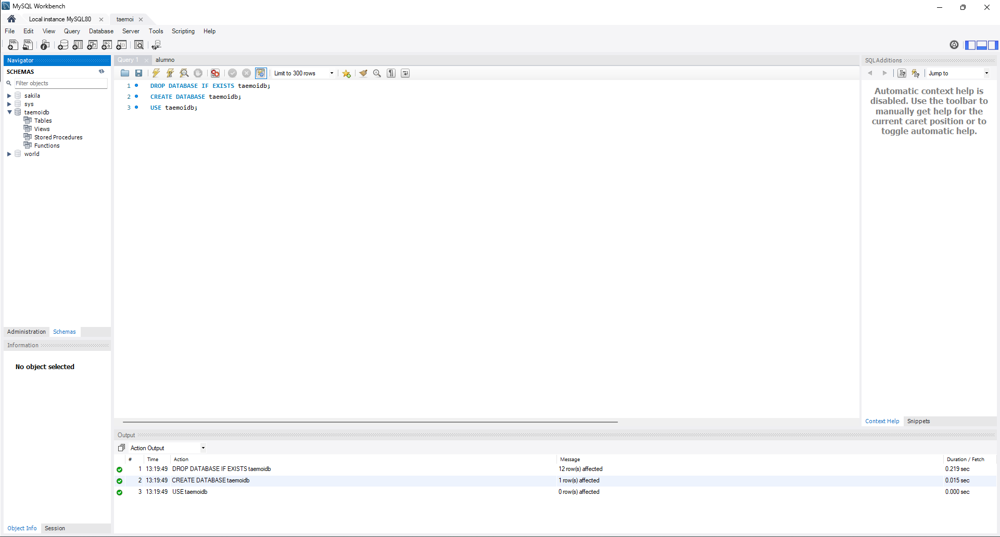 MySQL Workbench
Local instance MySQL80
taemoi
File Edit View Query Database Server Tools Scripting Help
Navigator
SCHEMAS
Filter objects
sakila
sys
taemoidb
Tables
Views
Stored Procedures
Functions
world
Administration Schemas
Information
No object selected
Object Info Session
Query 1 alumno
Limit to 300 rows
1 DROP DATABASE IF EXISTS taemoidb;
2 CREATE DATABASE taemoidb;
3 USE taemoidb;
SQLAdditions
Jump to
Automatic context help is
disabled. Use the toolbar to
manually get help for the
current caret position or to
toggle automatic help.
Context Help Snippets
Output
Action Output
# Time Action Message Duration / Fetch
1 13:19:49 DROP DATABASE IF EXISTS taemoidb 12 row(s) affected 0.219 sec
2 13:19:49 CREATE DATABASE taemoidb 1 row(s) affected 0.015 sec
3 13:19:49 USE taemoidb 0 row(s) affected 0.000 sec